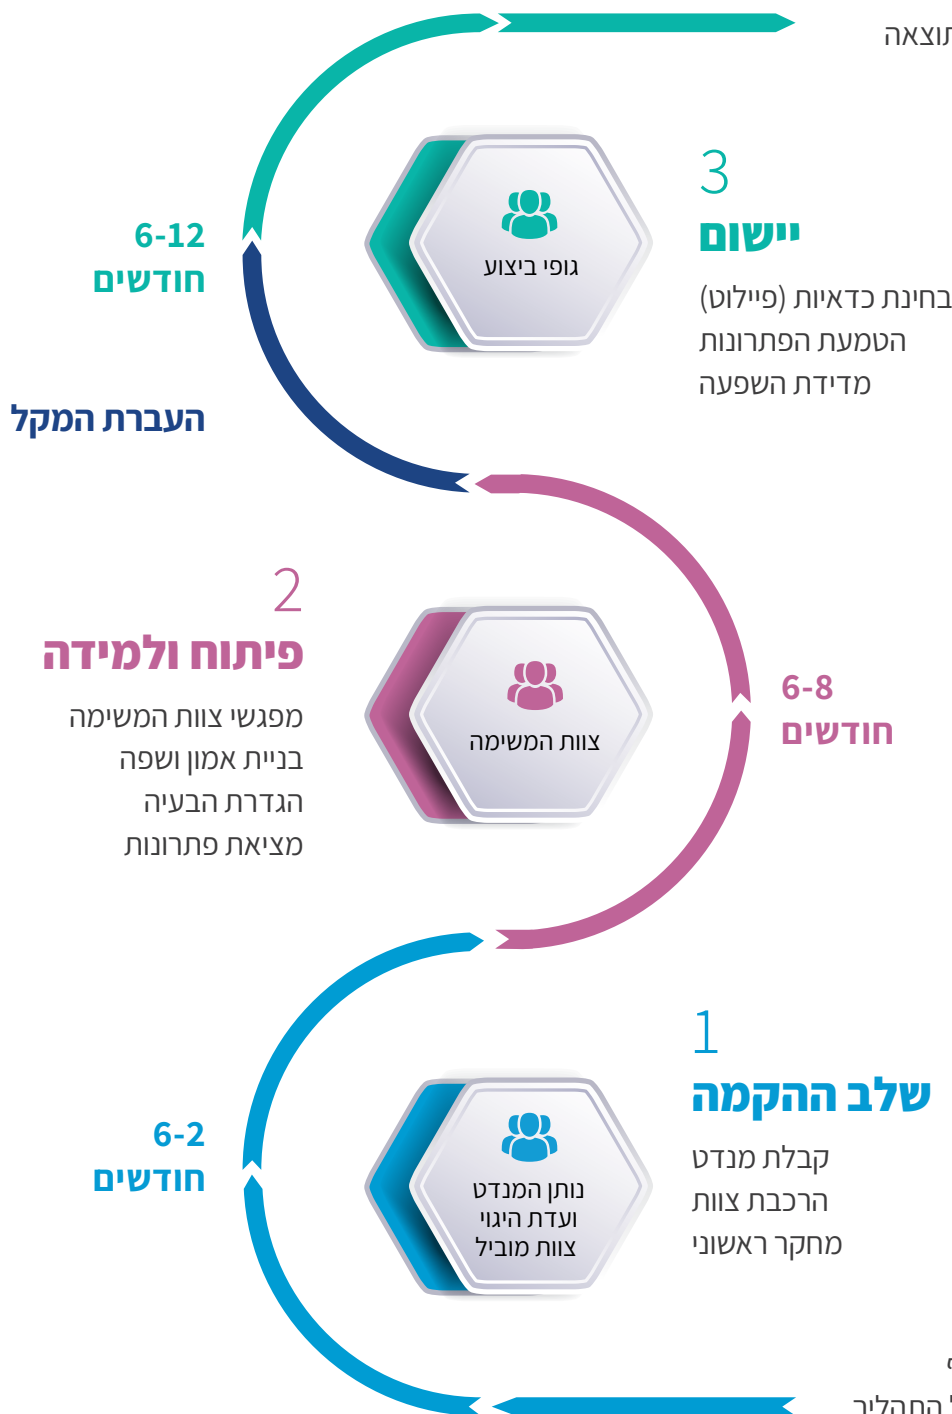 תוצאה
3
יישום
בחינת כדאיות (פיילוט)
הטמעת הפתרונות
מדידת השפעה
גופי ביצוע
6-12
חודשים
העברת המקל
2
פיתוח ולמידה
מפגשי צוות המשימה
בניית אמון ושפה
הגדרת הבעיה
מציאת פתרונות
צוות המשימה
6-8
חודשים
1
שלב ההקמה
קבלת מנדט
הרכבת צוות
מחקר ראשוני
נותן המנדט
ועדת היגוי
צוות מוביל
6-2
חודשים
התהליך